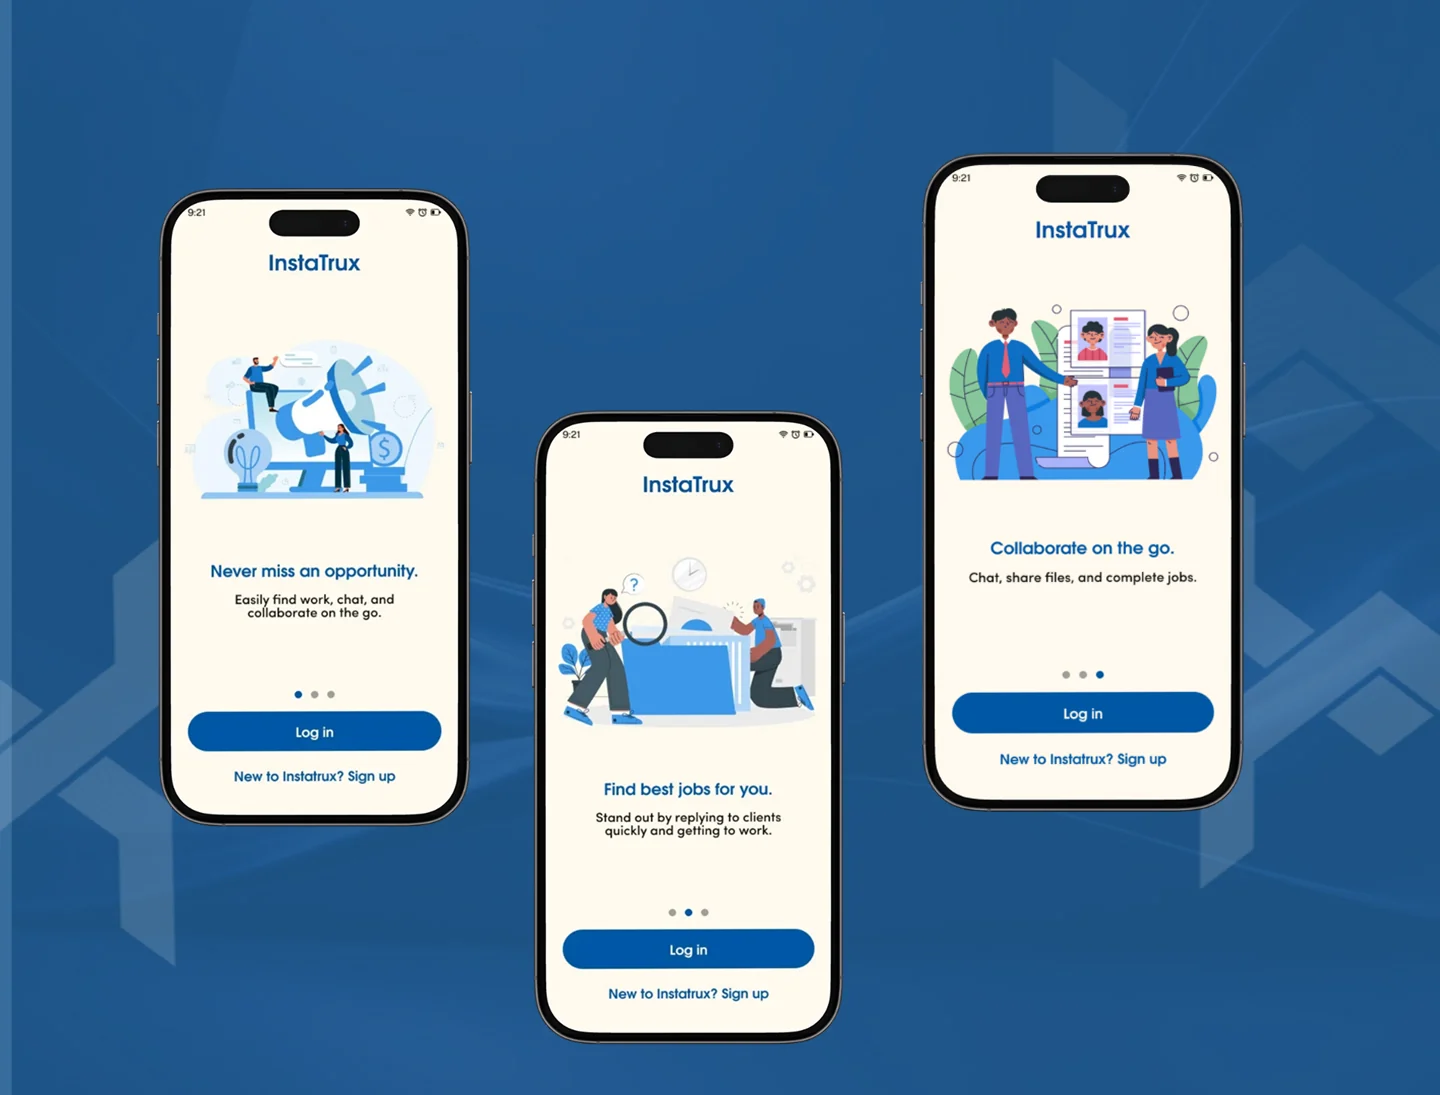 9:21
InstaTrux
Never miss an opportunity.
Easily find work, chat, and
collaborate on the go.
Log in
New to Instatrux? Sign up
9:21
InstaTrux
?
Find best jobs for you.
Stand out by replying to clients
quickly and getting to work.
Log in
New to Instatrux? Sign up
9:21
InstaTrux
Collaborate on the go.
Chat, share files, and complete jobs.
Log in
New to Instatrux? Sign up